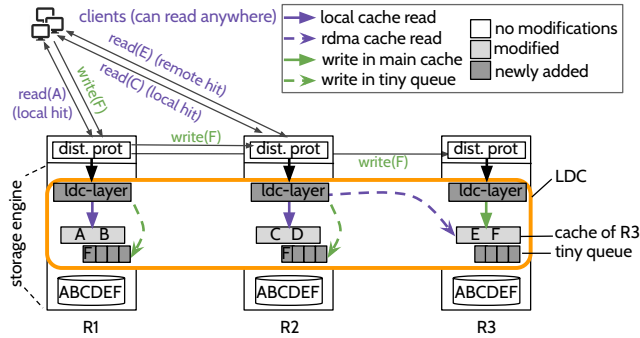 clients (can read anywhere)
local cache read
rdma cache read
write in main cache
write in tiny queue
no modifications
modified
newly added
read(E) (remote hit)
read(C) (local hit)
read(A)
(local hit)
write(F)
write(F)
write(F)
dist. prot
dist. prot
dist. prot
LDC
ldc-layer
ldc-layer
ldc-layer
storage engine
A B
C D
E F
cache of R3
F
F
tiny queue
ABCDEF
ABCDEF
ABCDEF
R1
R2
R3